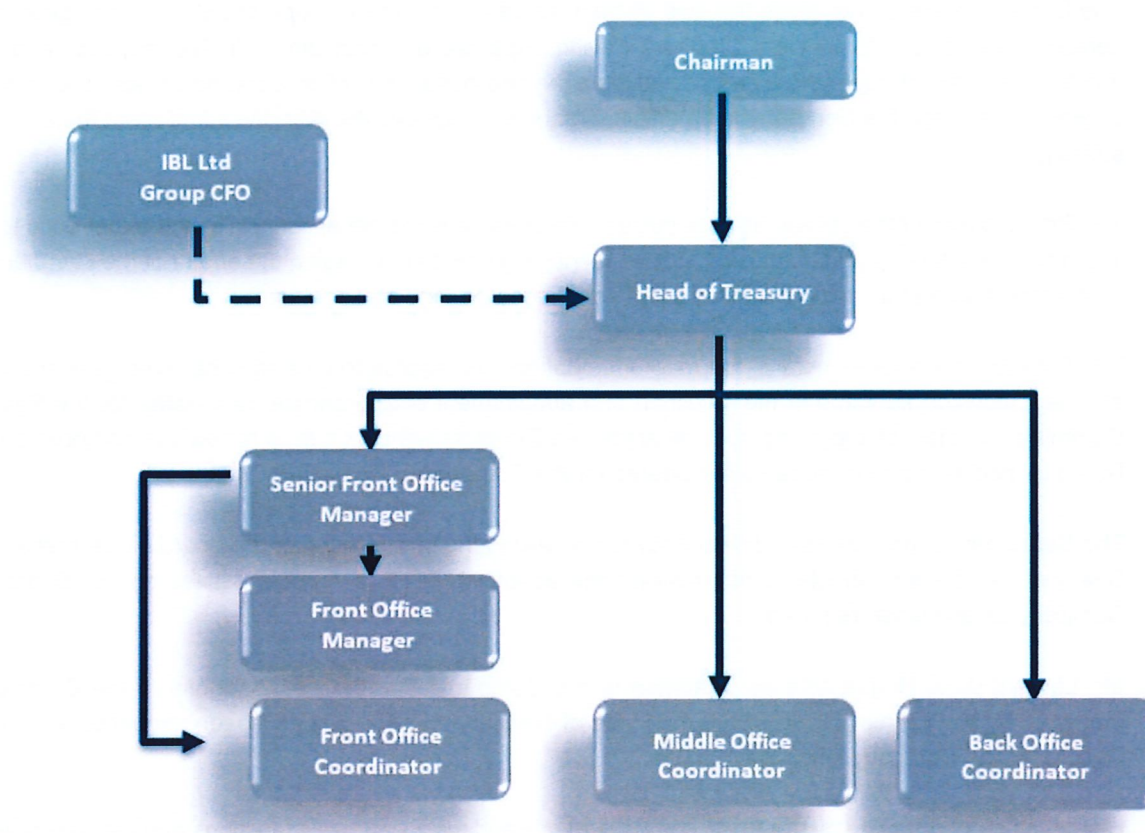 Chairman
IBL Ltd
Group CFO
Head of Treasury
Senior Front Office
Manager
Front Office
Manager
Front Office
Coordinator
Middle Office
Coordinator
Back Office
Coordinator